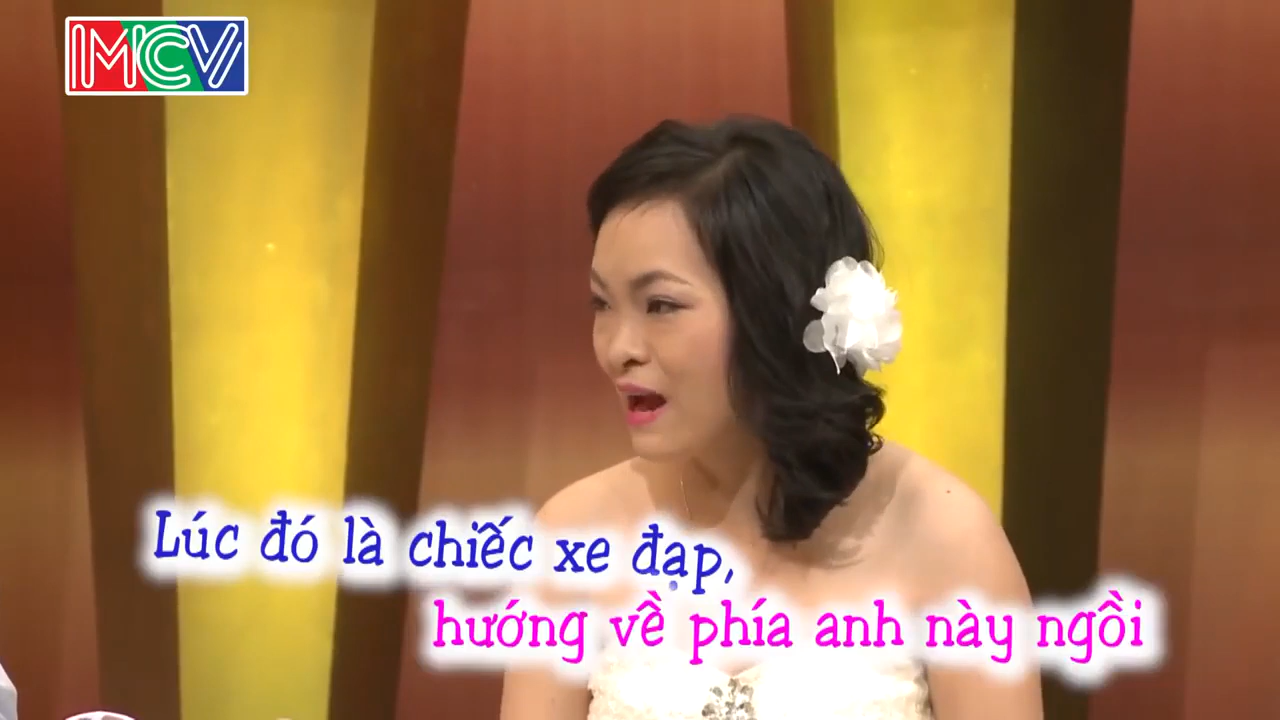 MCV
Lúc đó là chiếc xe đạp,
hướng về phía anh này ngồi